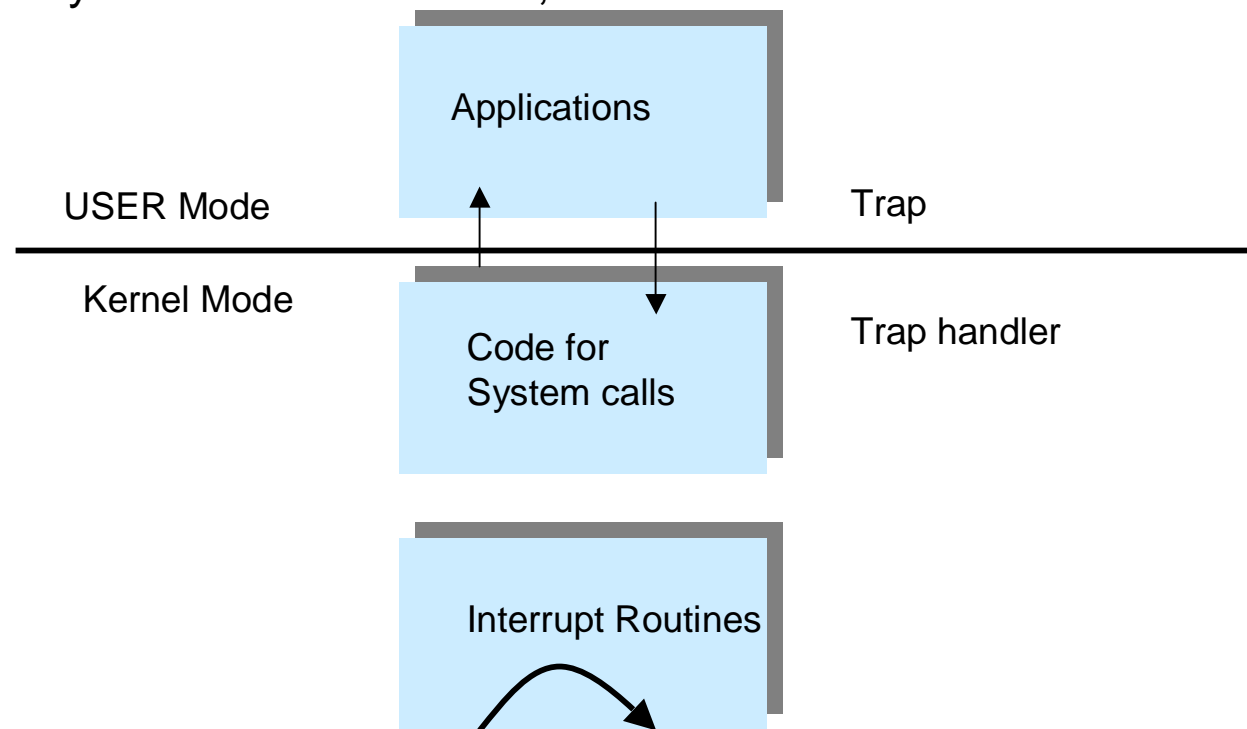 Applications
USER Mode
Trap
Kernel Mode
Trap handler
Code for
System calls
Interrupt Routines